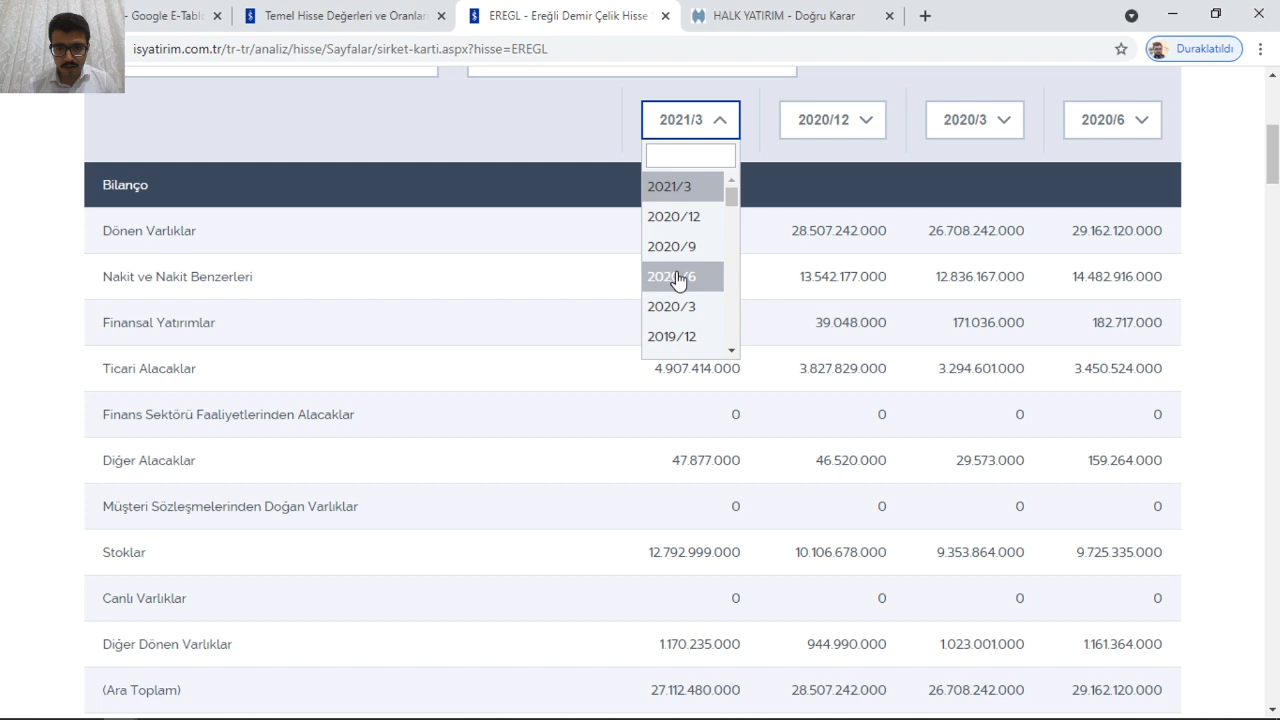 - Google E-Tablo
Temel Hisse Değerleri ve Oranları
EREGL - Ereğli Demir Çelik Hisse
HALK YATIRIM - Doğru Karar
isyatirim.com.tr/tr-tr/analiz/hisse/Sayfalar/sirket-karti.aspx?hisse=EREGL
Duraklatıldı
2021/3 2020/12 2020/3 2020/6
2021/3
2020/12
2020/9
2020/6
2020/3
2019/12
Bilanço
Dönen Varlıklar 28.507.242.000 26.708.242.000 29.162.120.000
Nakit ve Nakit Benzerleri 13.542.177.000 12.836.167.000 14.482.916.000
Finansal Yatırımlar 39.048.000 171.036.000 182.717.000
Ticari Alacaklar 4.907.414.000 3.827.829.000 3.294.601.000 3.450.524.000
Finans Sektörü Faaliyetlerinden Alacaklar 0 0 0 0
Diğer Alacaklar 47.877.000 46.520.000 29.573.000 159.264.000
Müşteri Sözleşmelerinden Doğan Varlıklar 0 0 0 0
Stoklar 12.792.999.000 10.106.678.000 9.353.864.000 9.725.335.000
Canlı Varlıklar 0 0 0 0
Diğer Dönen Varlıklar 1.170.235.000 944.990.000 1.023.001.000 1.161.364.000
(Ara Toplam) 27.112.480.000 28.507.242.000 26.708.242.000 29.162.120.000